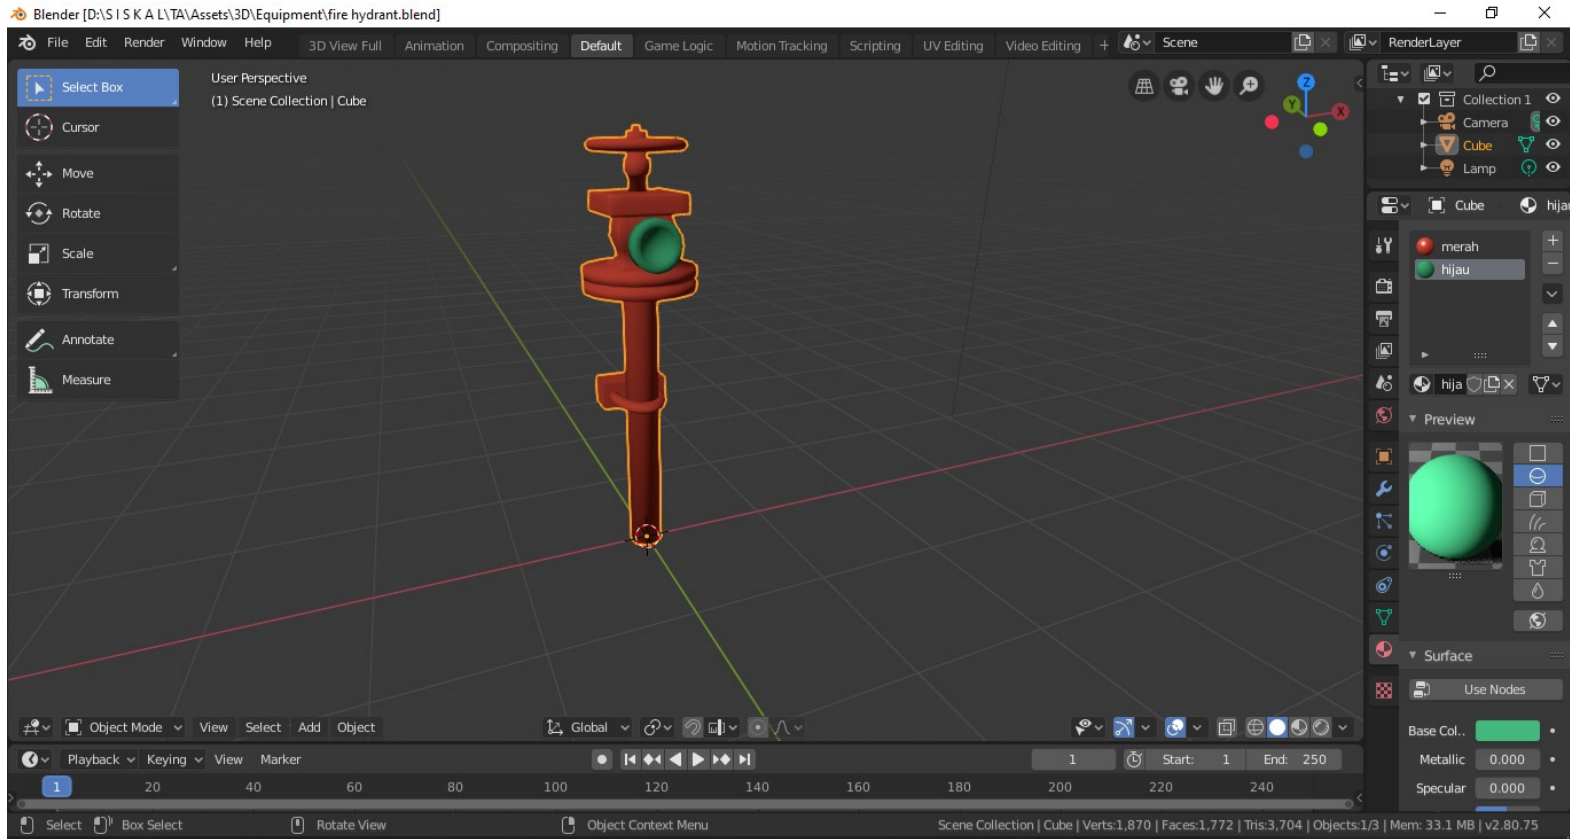 Blender [D:\S I S K A L\TA\Assets\3D\Equipment\fire hydrant.blend]
File Edit Render Window Help 3D View Full Animation Compositing Default Game Logic Motion Tracking Scripting UV Editing Video Editing + Scene RenderLayer
User Perspective
(1) Scene Collection | Cube
Select Box
Cursor
Move
Rotate
Scale
Transform
Annotate
Measure
Z
Y
X
Collection 1
Camera
Cube
Lamp
Cube hijau
merah
hijau
hija
Preview
Surface
Use Nodes
Base Col..
Metallic 0.000
Specular 0.000
Object Mode View Select Add Object Global
Playback Keying View Marker 1 Start: 1 End: 250
1 20 40 60 80 100 120 140 160 180 200 220 240
Select Box Select Rotate View Object Context Menu Scene Collection | Cube | Verts:1,870 | Faces:1,772 | Tris:3,704 | Objects:1/3 | Mem: 33.1 MB | v2.80.75